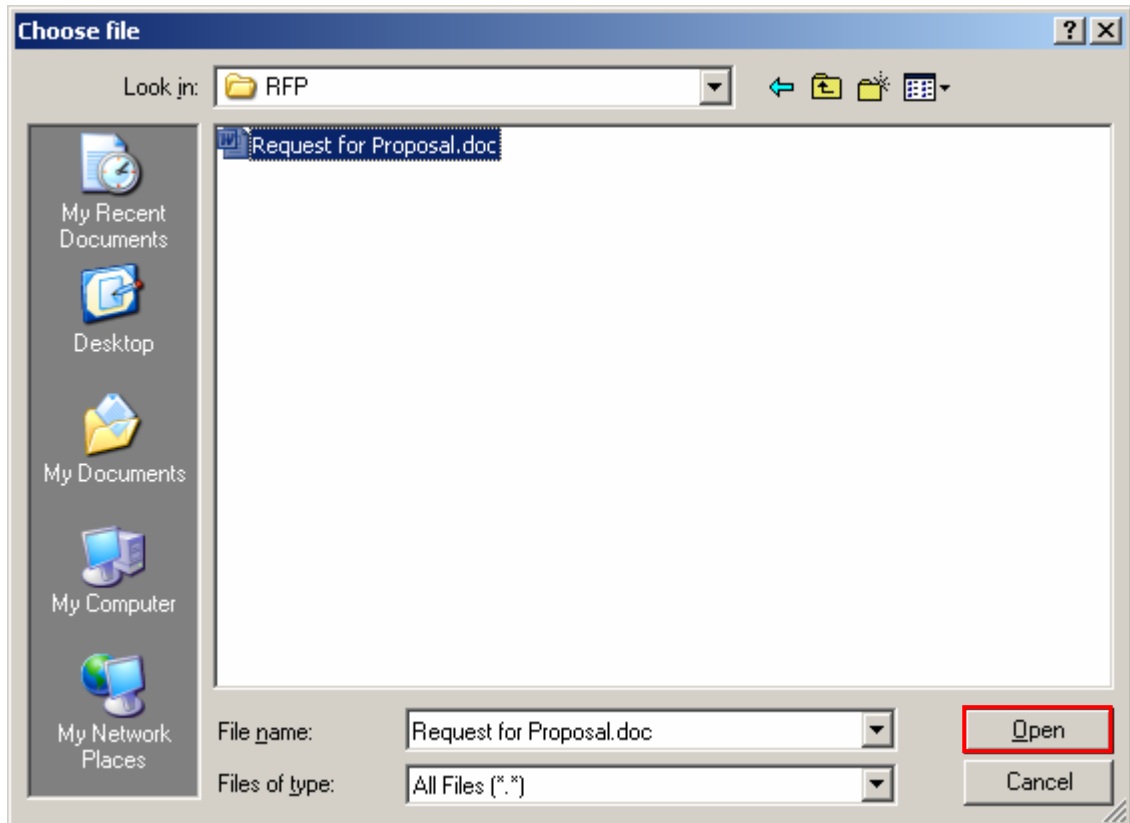 Choose file
Look in:
RFP
Request for Proposal.doc
My Recent
Documents
Desktop
My Documents
My Computer
My Network
Places
File name:
Request for Proposal.doc
Open
Files of type:
All Files (*.*)
Cancel